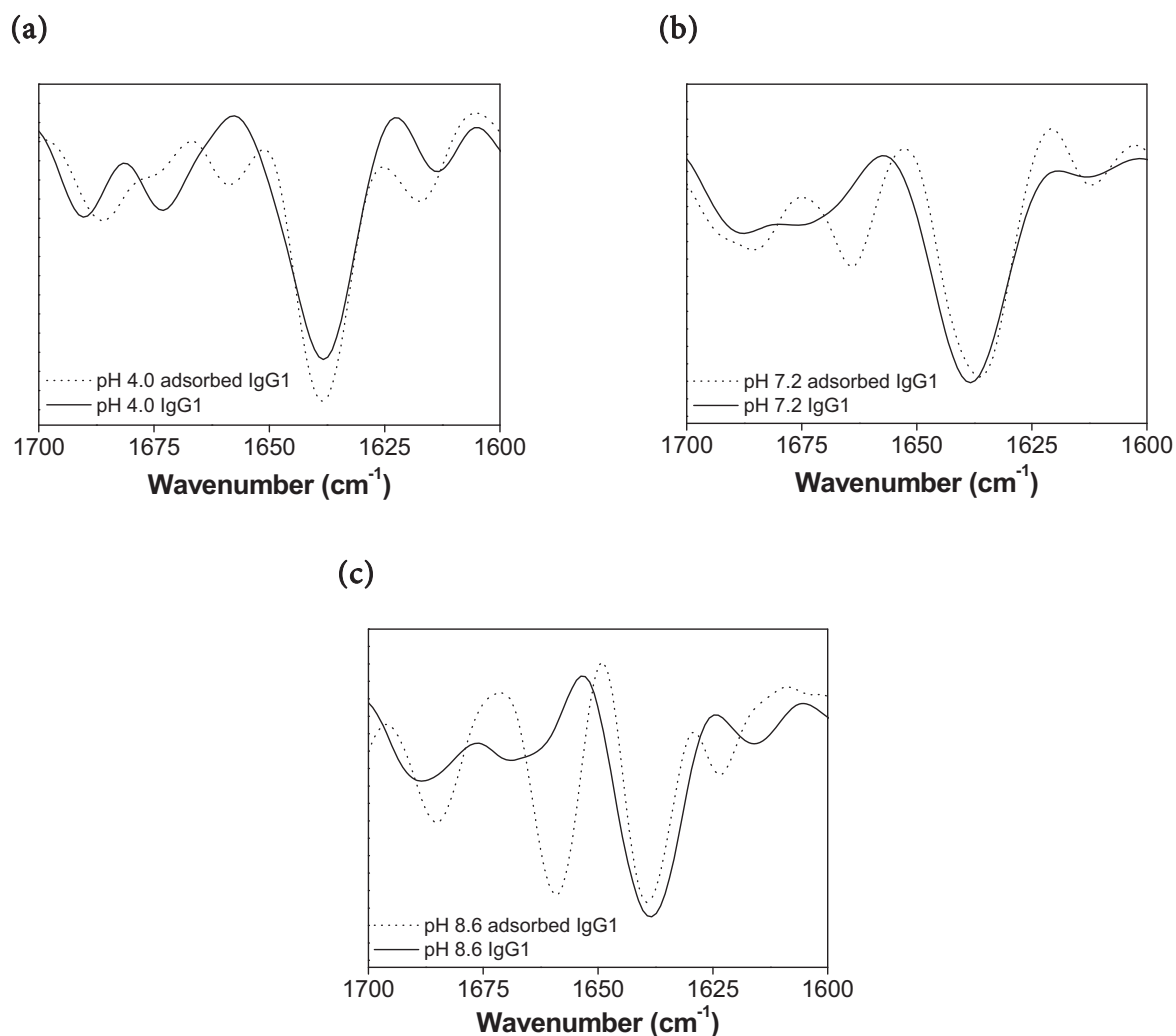 (a)
pH 4.0 adsorbed IgG1
pH 4.0 IgG1
1700 1675 1650 1625 1600
Wavenumber (cm⁻¹)
(b)
pH 7.2 adsorbed IgG1
pH 7.2 IgG1
1700 1675 1650 1625 1600
Wavenumber (cm⁻¹)
(c)
pH 8.6 adsorbed IgG1
pH 8.6 IgG1
1700 1675 1650 1625 1600
Wavenumber (cm⁻¹)